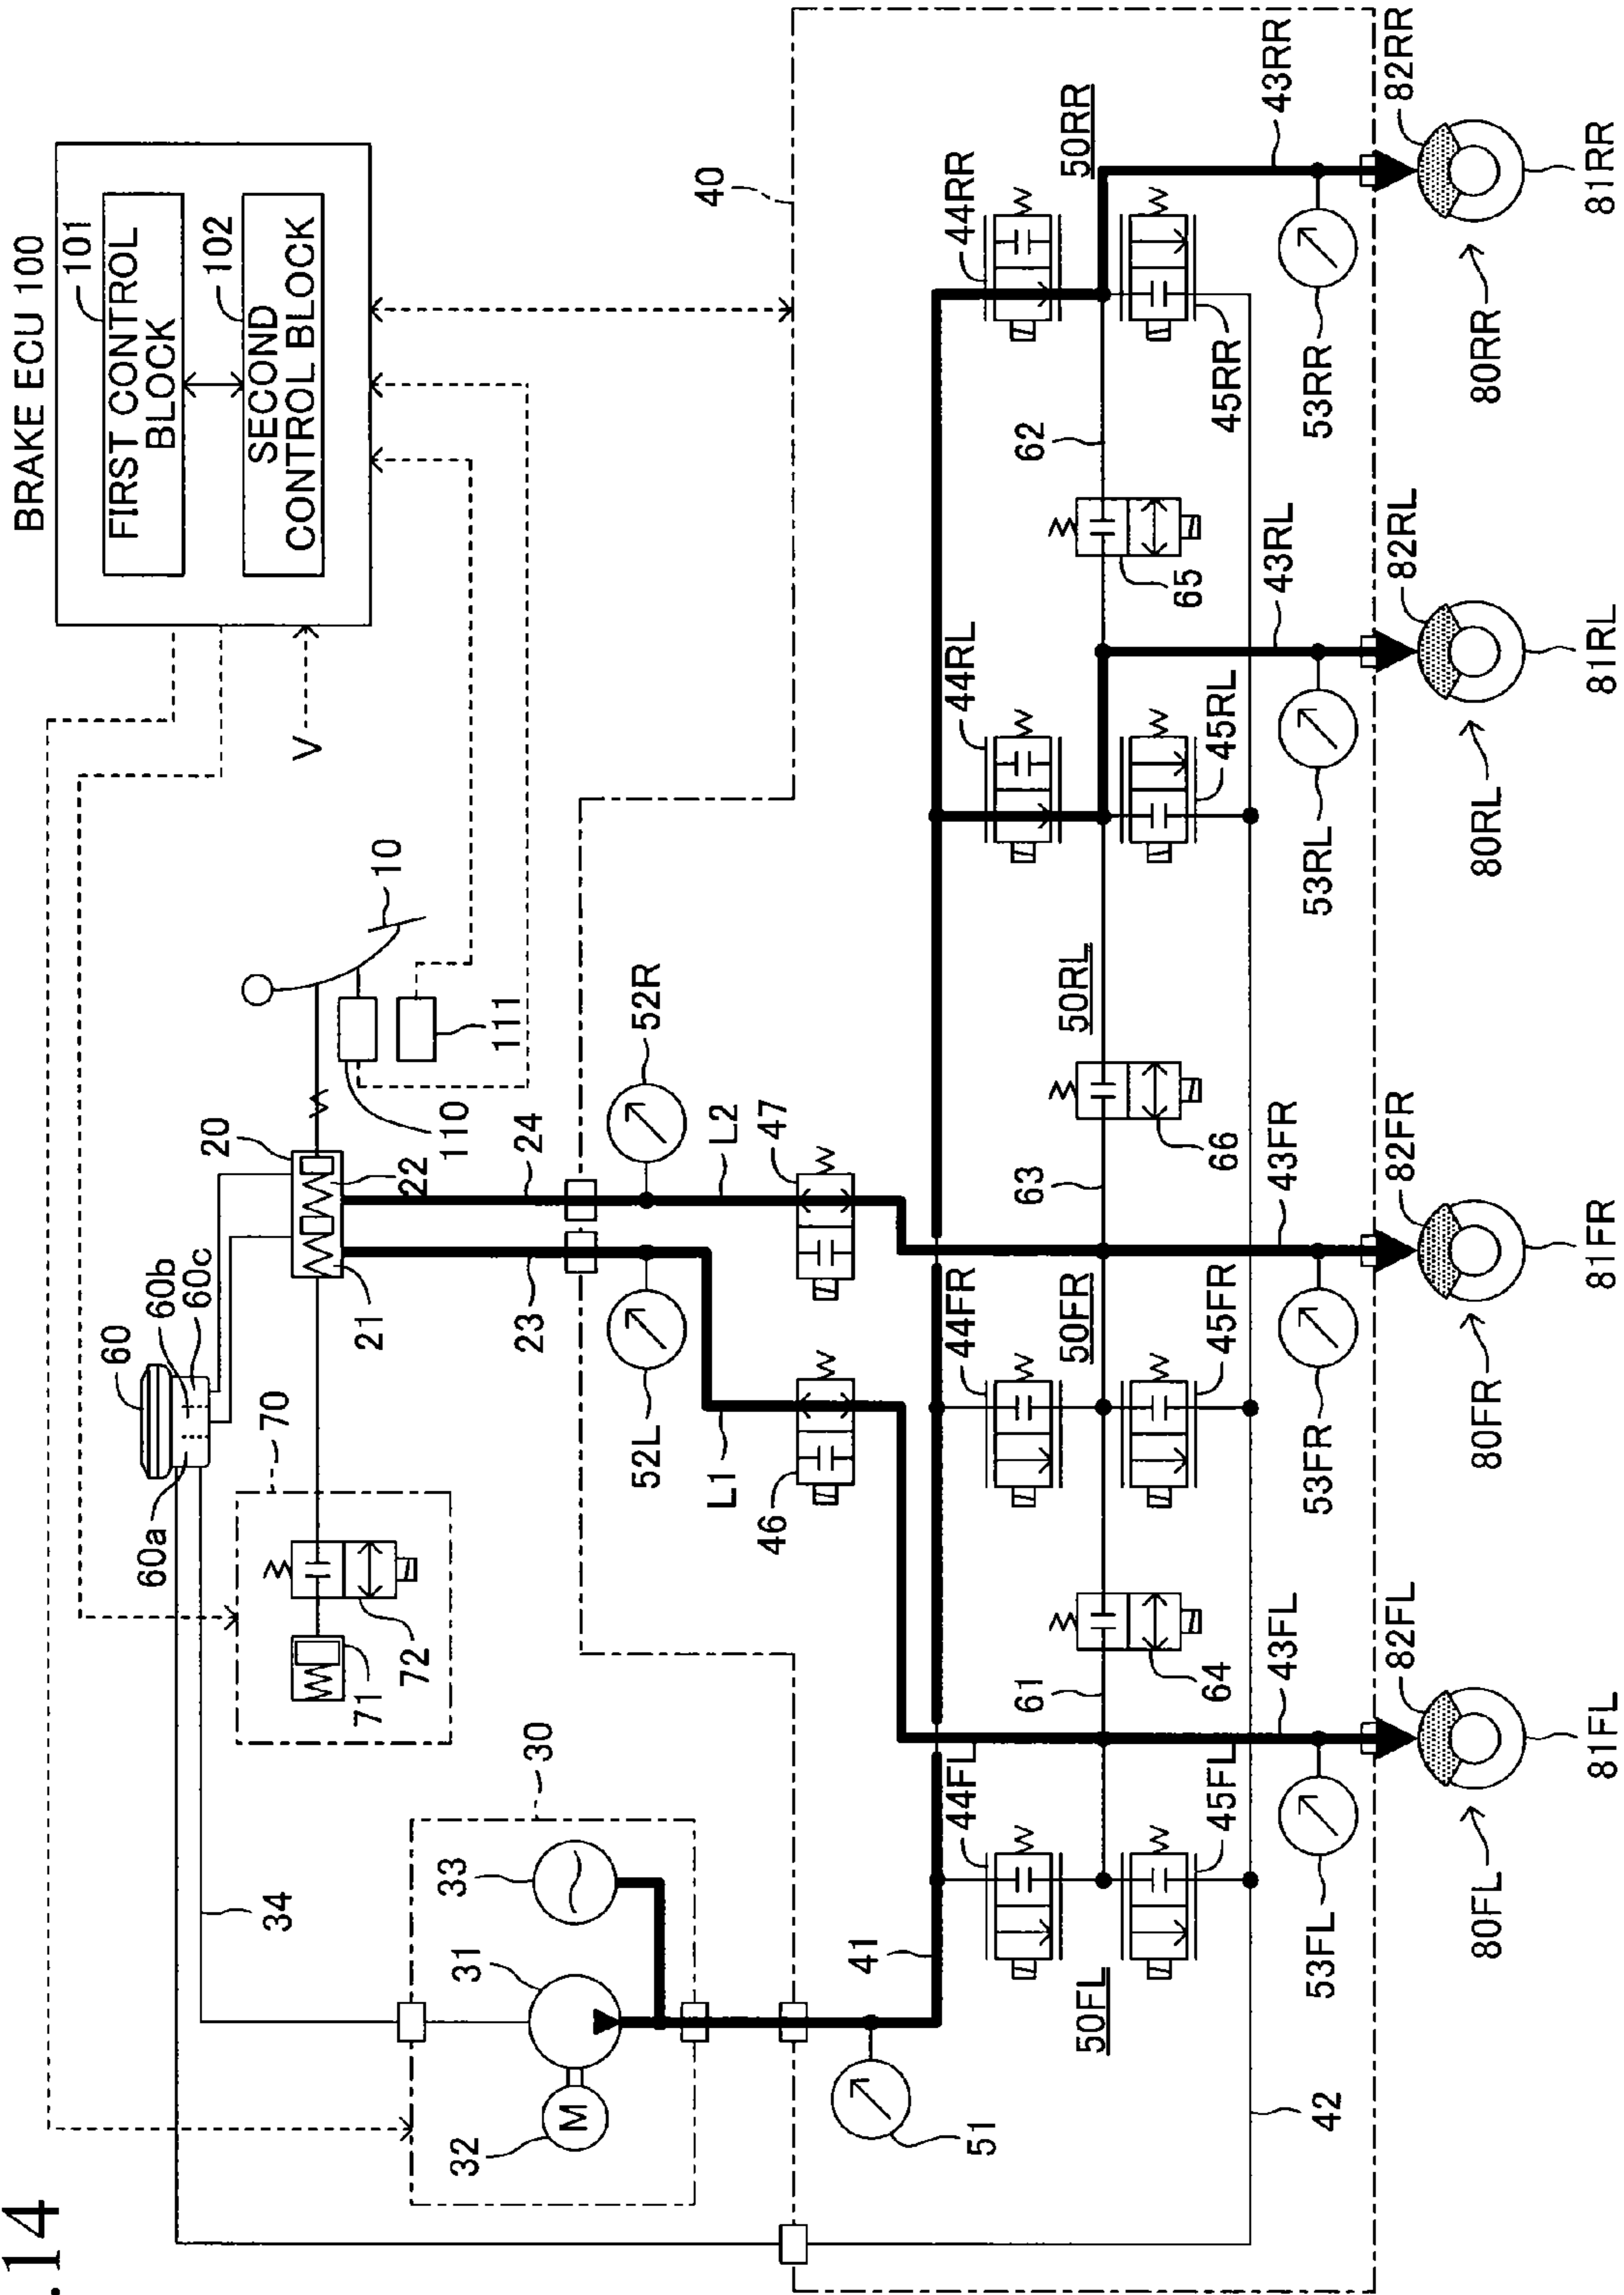 .14
BRAKE ECU 100
101
FIRST CONTROL
BLOCK
102
SECOND
CONTROL BLOCK
V
10
111
110
20
22
21
24
23
60
60b
60c
60a
70
71
72
34
30
33
31
32
M
40
52R
52L
L2
L1
47
46
41
51
42
44FL
45FL
50FL
44FR
45FR
50FR
44RL
45RL
50RL
44RR
45RR
50RR
61
64
63
66
62
65
43FL
43FR
43RL
43RR
53FL
53FR
53RL
53RR
82FL
82FR
82RL
82RR
80FL
80FR
80RL
80RR
81FL
81FR
81RL
81RR